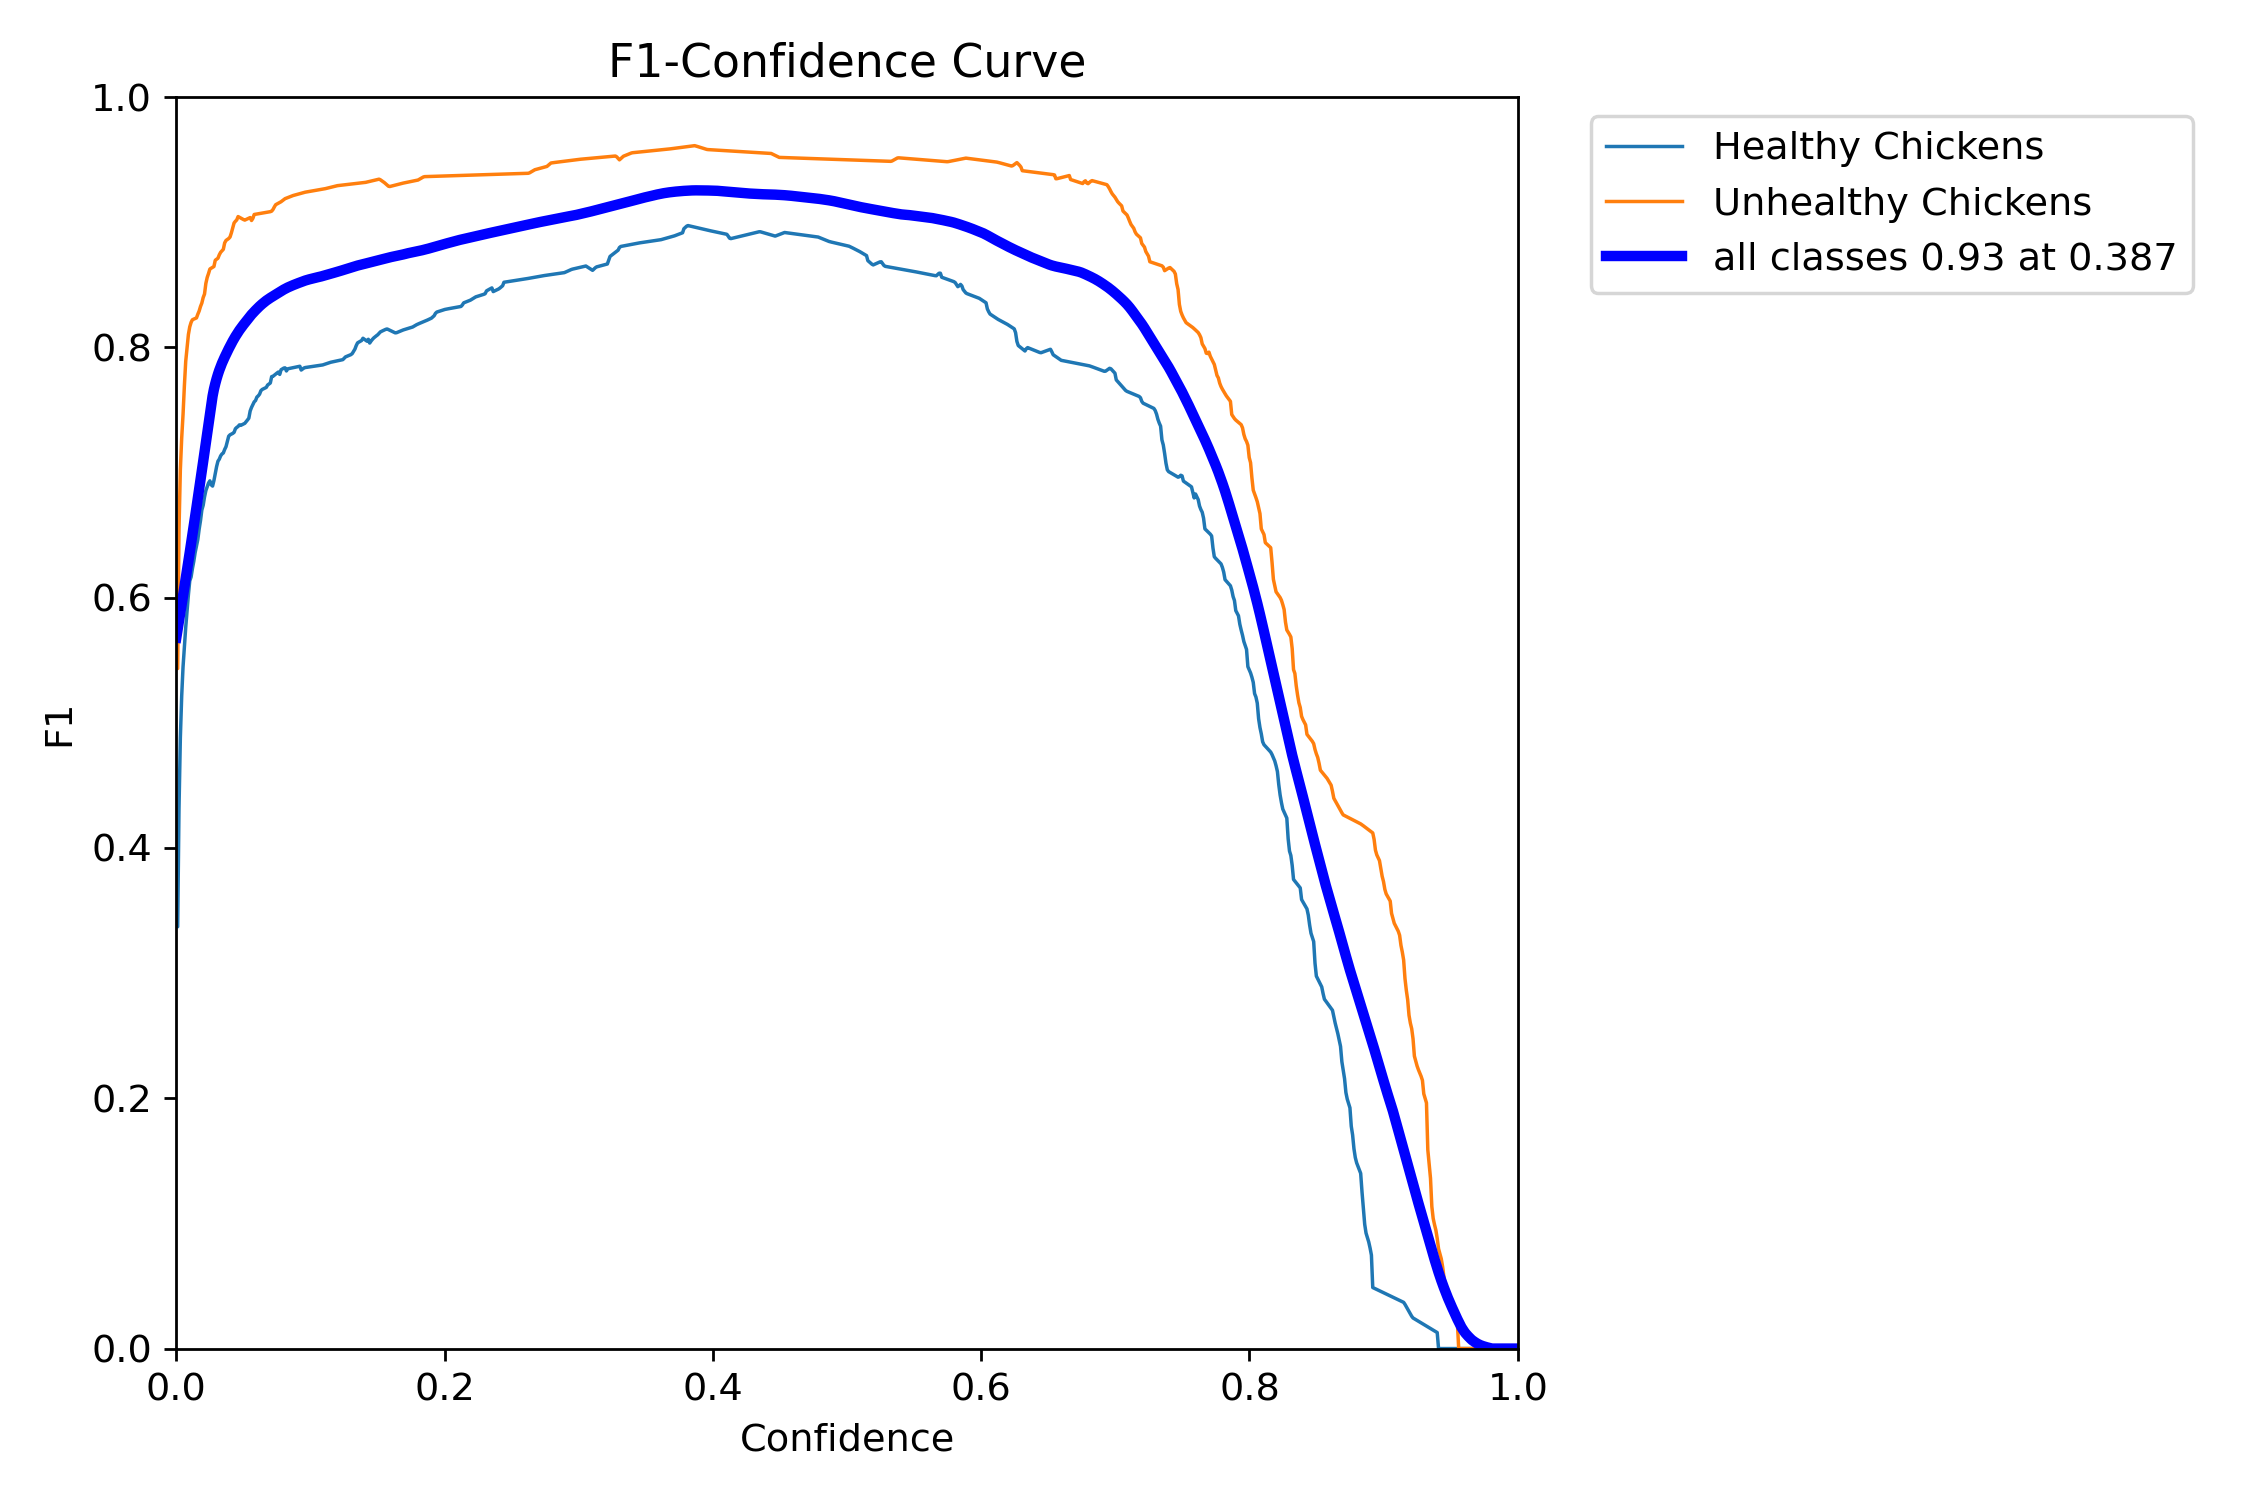 F1-Confidence Curve
1.0
0.8
0.6
0.4
0.2
0.0
F1
0.0 0.2 0.4 0.6 0.8 1.0
Confidence
Healthy Chickens
Unhealthy Chickens
all classes 0.93 at 0.387